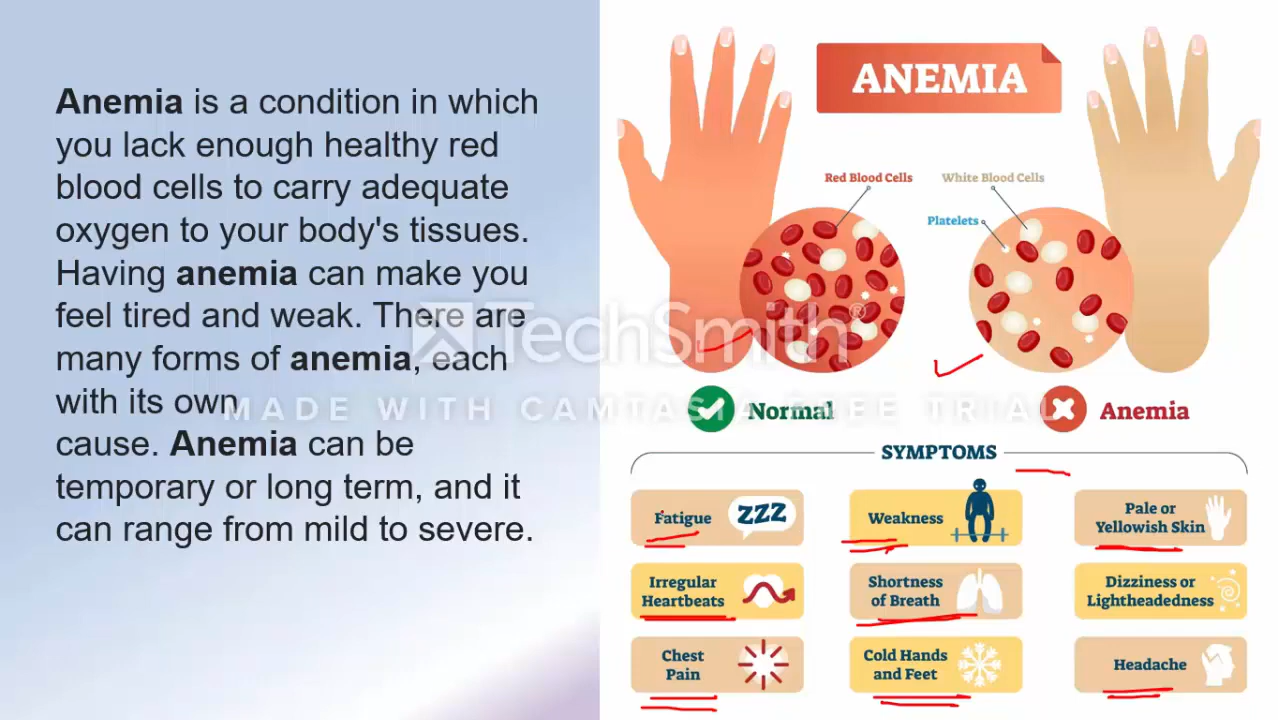 Anemia is a condition in which
you lack enough healthy red
blood cells to carry adequate
oxygen to your body's tissues.
Having anemia can make you
feel tired and weak. There are
many forms of anemia, each
with its own
cause. Anemia can be
temporary or long term, and it
can range from mild to severe.
ANEMIA
Red Blood Cells
White Blood Cells
Platelets
TechSmith®
MADE WITH CAMTASIA FREE TRIAL
Normal
Anemia
SYMPTOMS
Fatigue
ZZZ
Weakness
Pale or
Yellowish Skin
Irregular
Heartbeats
Shortness
of Breath
Dizziness or
Lightheadedness
Chest
Pain
Cold Hands
and Feet
Headache